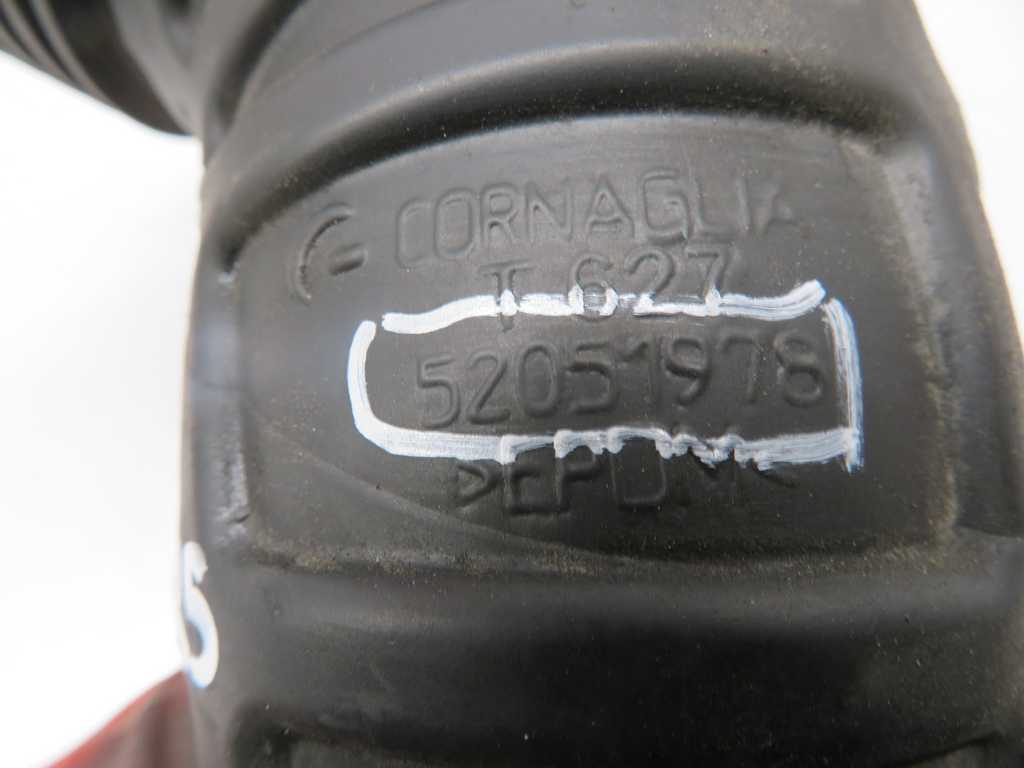 CORNAGLIA
T 627
52051978
>EPDM<
S